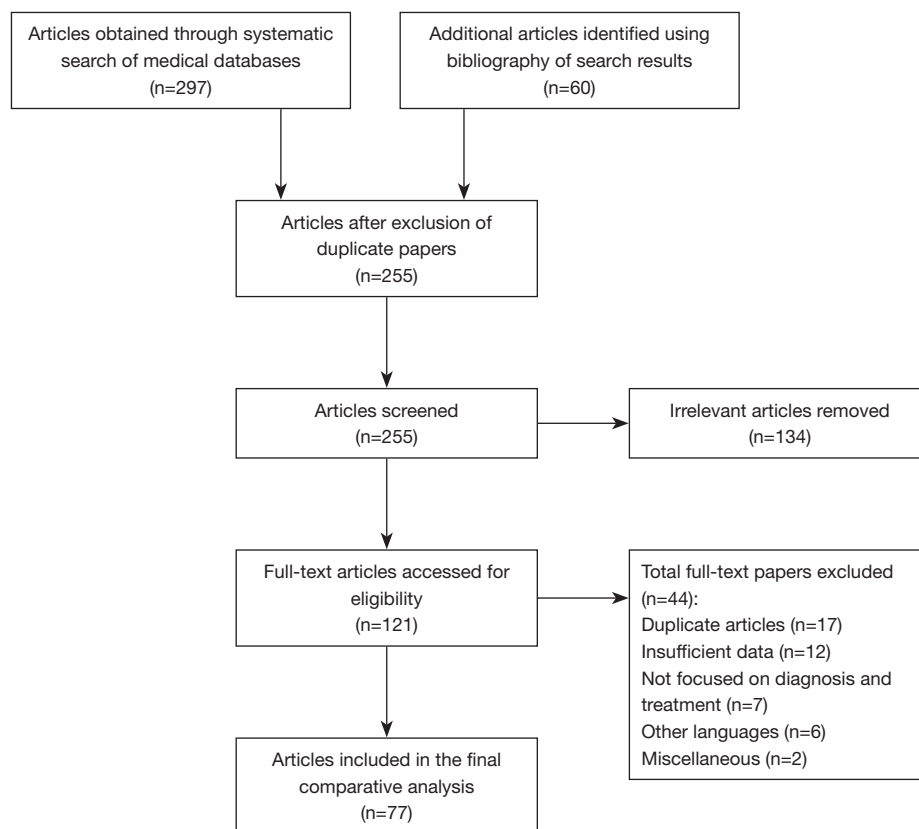 Articles obtained through systematic
search of medical databases
(n=297)
Additional articles identified using
bibliography of search results
(n=60)
Articles after exclusion of
duplicate papers
(n=255)
Articles screened
(n=255)
Irrelevant articles removed
(n=134)
Full-text articles accessed for
eligibility
(n=121)
Total full-text papers excluded
(n=44):
Duplicate articles (n=17)
Insufficient data (n=12)
Not focused on diagnosis and
treatment (n=7)
Other languages (n=6)
Miscellaneous (n=2)
Articles included in the final
comparative analysis
(n=77)